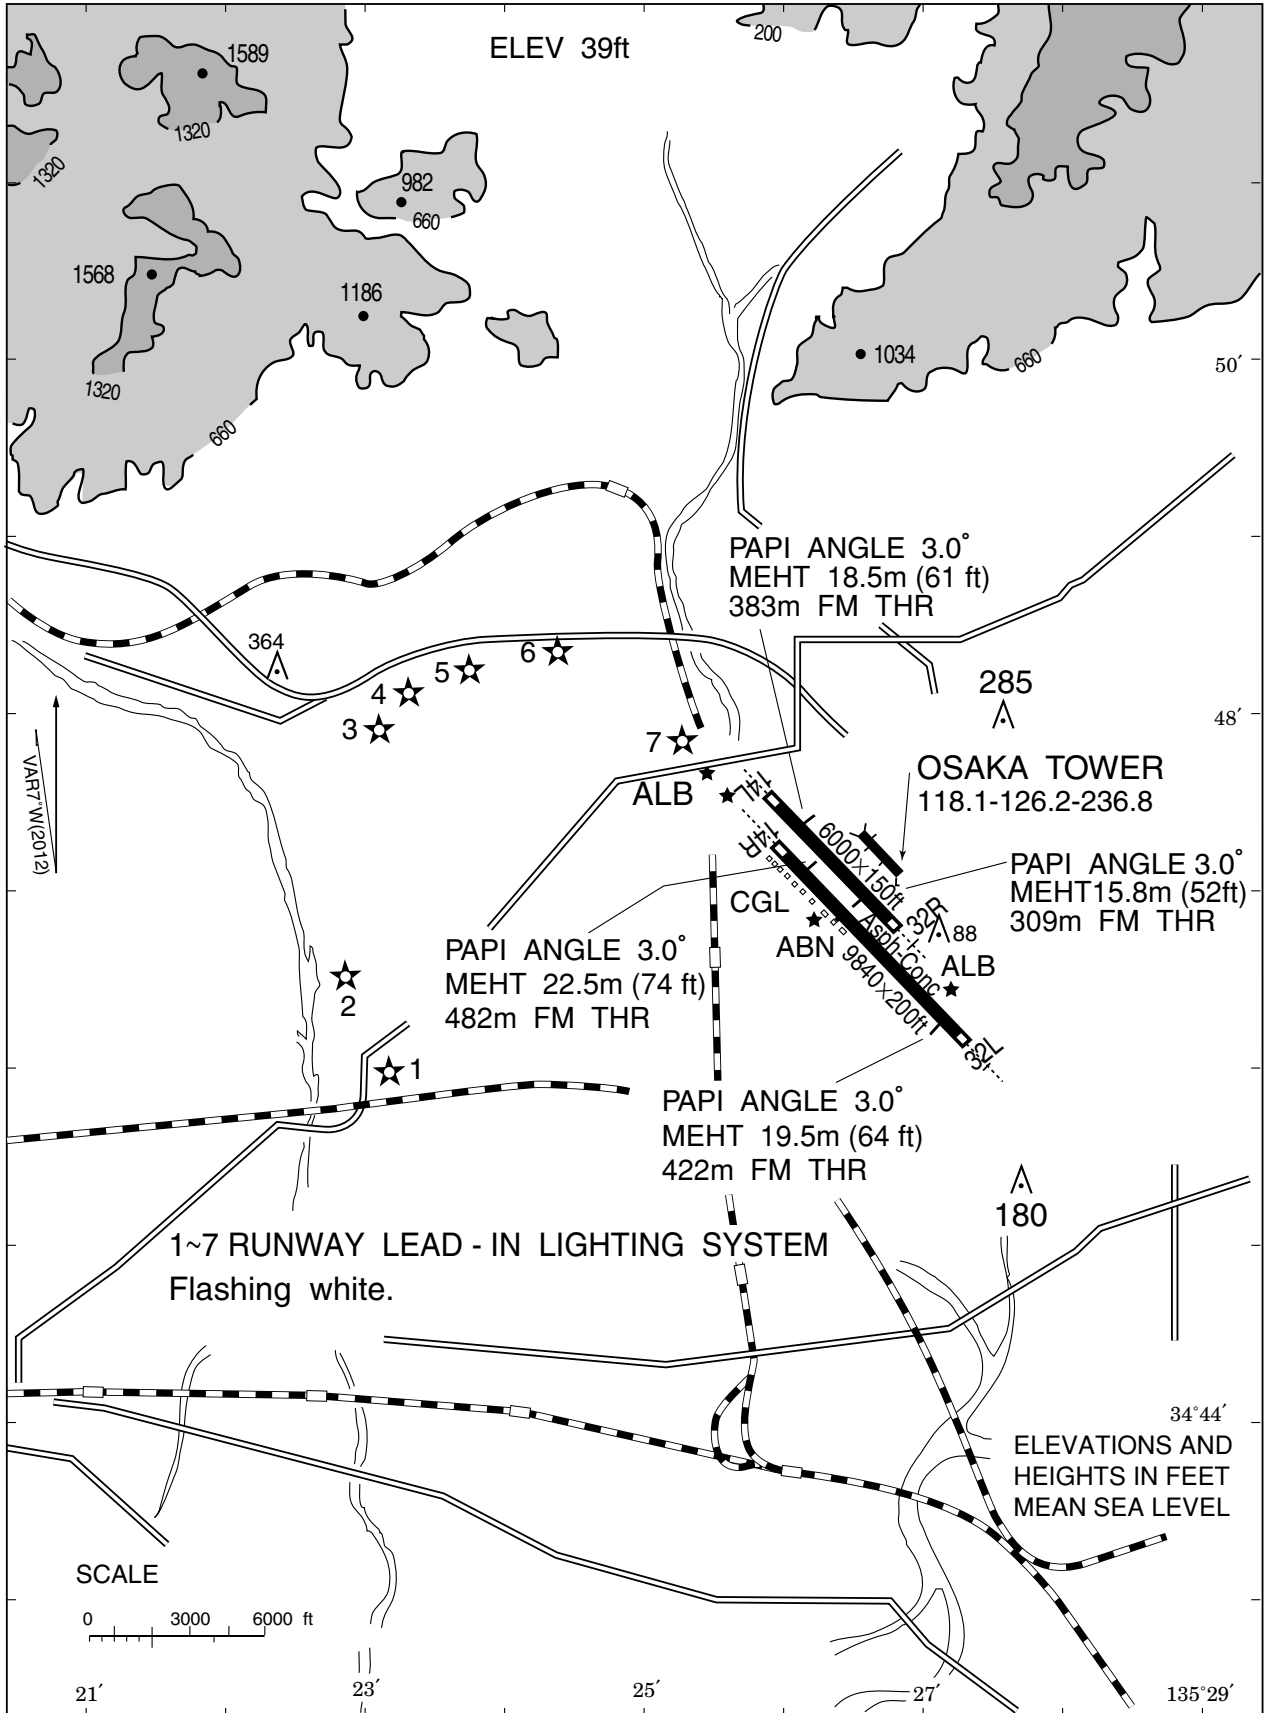 200
ELEV 39ft
1589
1320
1320
982
660
1568
1186
1034
660
50′
1320
660
PAPI ANGLE 3.0°
MEHT 18.5m (61 ft)
383m FM THR
364
6
5
4
3
7
285
48′
VAR7°W(2012)
OSAKA TOWER
118.1-126.2-236.8
ALB
14L
14R
6000×150ft
PAPI ANGLE 3.0°
MEHT15.8m (52ft)
309m FM THR
CGL
ABN
32R
88
Asph-Conc
ALB
9840×200ft
32L
PAPI ANGLE 3.0°
MEHT 22.5m (74 ft)
482m FM THR
2
1
PAPI ANGLE 3.0°
MEHT 19.5m (64 ft)
422m FM THR
180
1~7 RUNWAY LEAD - IN LIGHTING SYSTEM
Flashing white.
34°44′
ELEVATIONS AND
HEIGHTS IN FEET
MEAN SEA LEVEL
SCALE
0 3000 6000 ft
21′ 23′ 25′ 27′ 135°29′